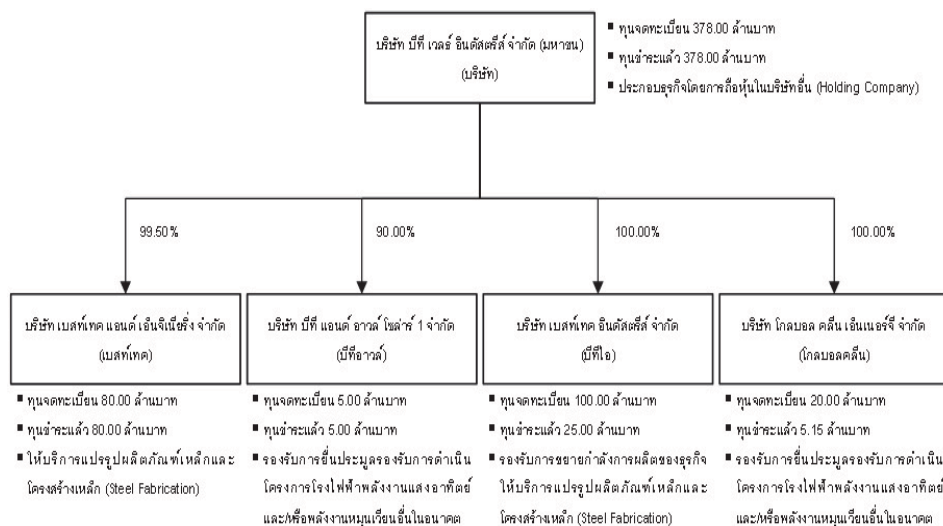 บริษัท บีที เวลธ์ อินดัสตรีส์ จำกัด (มหาชน)
(บริษัท)
▪ ทุนจดทะเบียน 378.00 ล้านบาท
▪ ทุนชำระแล้ว 378.00 ล้านบาท
▪ ประกอบธุรกิจโดยการถือหุ้นในบริษัทอื่น (Holding Company)
99.50%
90.00%
100.00%
100.00%
บริษัท เบสท์เทค แอนด์ เอ็นจิเนียริ่ง จำกัด
(เบสท์เทค)
▪ ทุนจดทะเบียน 80.00 ล้านบาท
▪ ทุนชำระแล้ว 80.00 ล้านบาท
▪ ให้บริการแปรรูปผลิตภัณฑ์เหล็กและ
โครงสร้างเหล็ก (Steel Fabrication)
บริษัท บีที แอนด์ อาวล์ โซล่าร์ 1 จำกัด
(บีทีอาวล์)
▪ ทุนจดทะเบียน 5.00 ล้านบาท
▪ ทุนชำระแล้ว 5.00 ล้านบาท
▪ รองรับการยื่นประมูลรองรับการดำเนิน
โครงการโรงไฟฟ้าพลังงานแสงอาทิตย์
และ/หรือพลังงานหมุนเวียนอื่นในอนาคต
บริษัท เบสท์เทค อินดัสตรีส์ จำกัด
(บีทีไอ)
▪ ทุนจดทะเบียน 100.00 ล้านบาท
▪ ทุนชำระแล้ว 25.00 ล้านบาท
▪ รองรับการขยายกำลังการผลิตของธุรกิจ
ให้บริการแปรรูปผลิตภัณฑ์เหล็กและ
โครงสร้างเหล็ก (Steel Fabrication)
บริษัท โกลบอล คลีน เอ็นเนอร์จี จำกัด
(โกลบอลคลีน)
▪ ทุนจดทะเบียน 20.00 ล้านบาท
▪ ทุนชำระแล้ว 5.15 ล้านบาท
▪ รองรับการยื่นประมูลรองรับการดำเนิน
โครงการโรงไฟฟ้าพลังงานแสงอาทิตย์
และ/หรือพลังงานหมุนเวียนอื่นในอนาคต